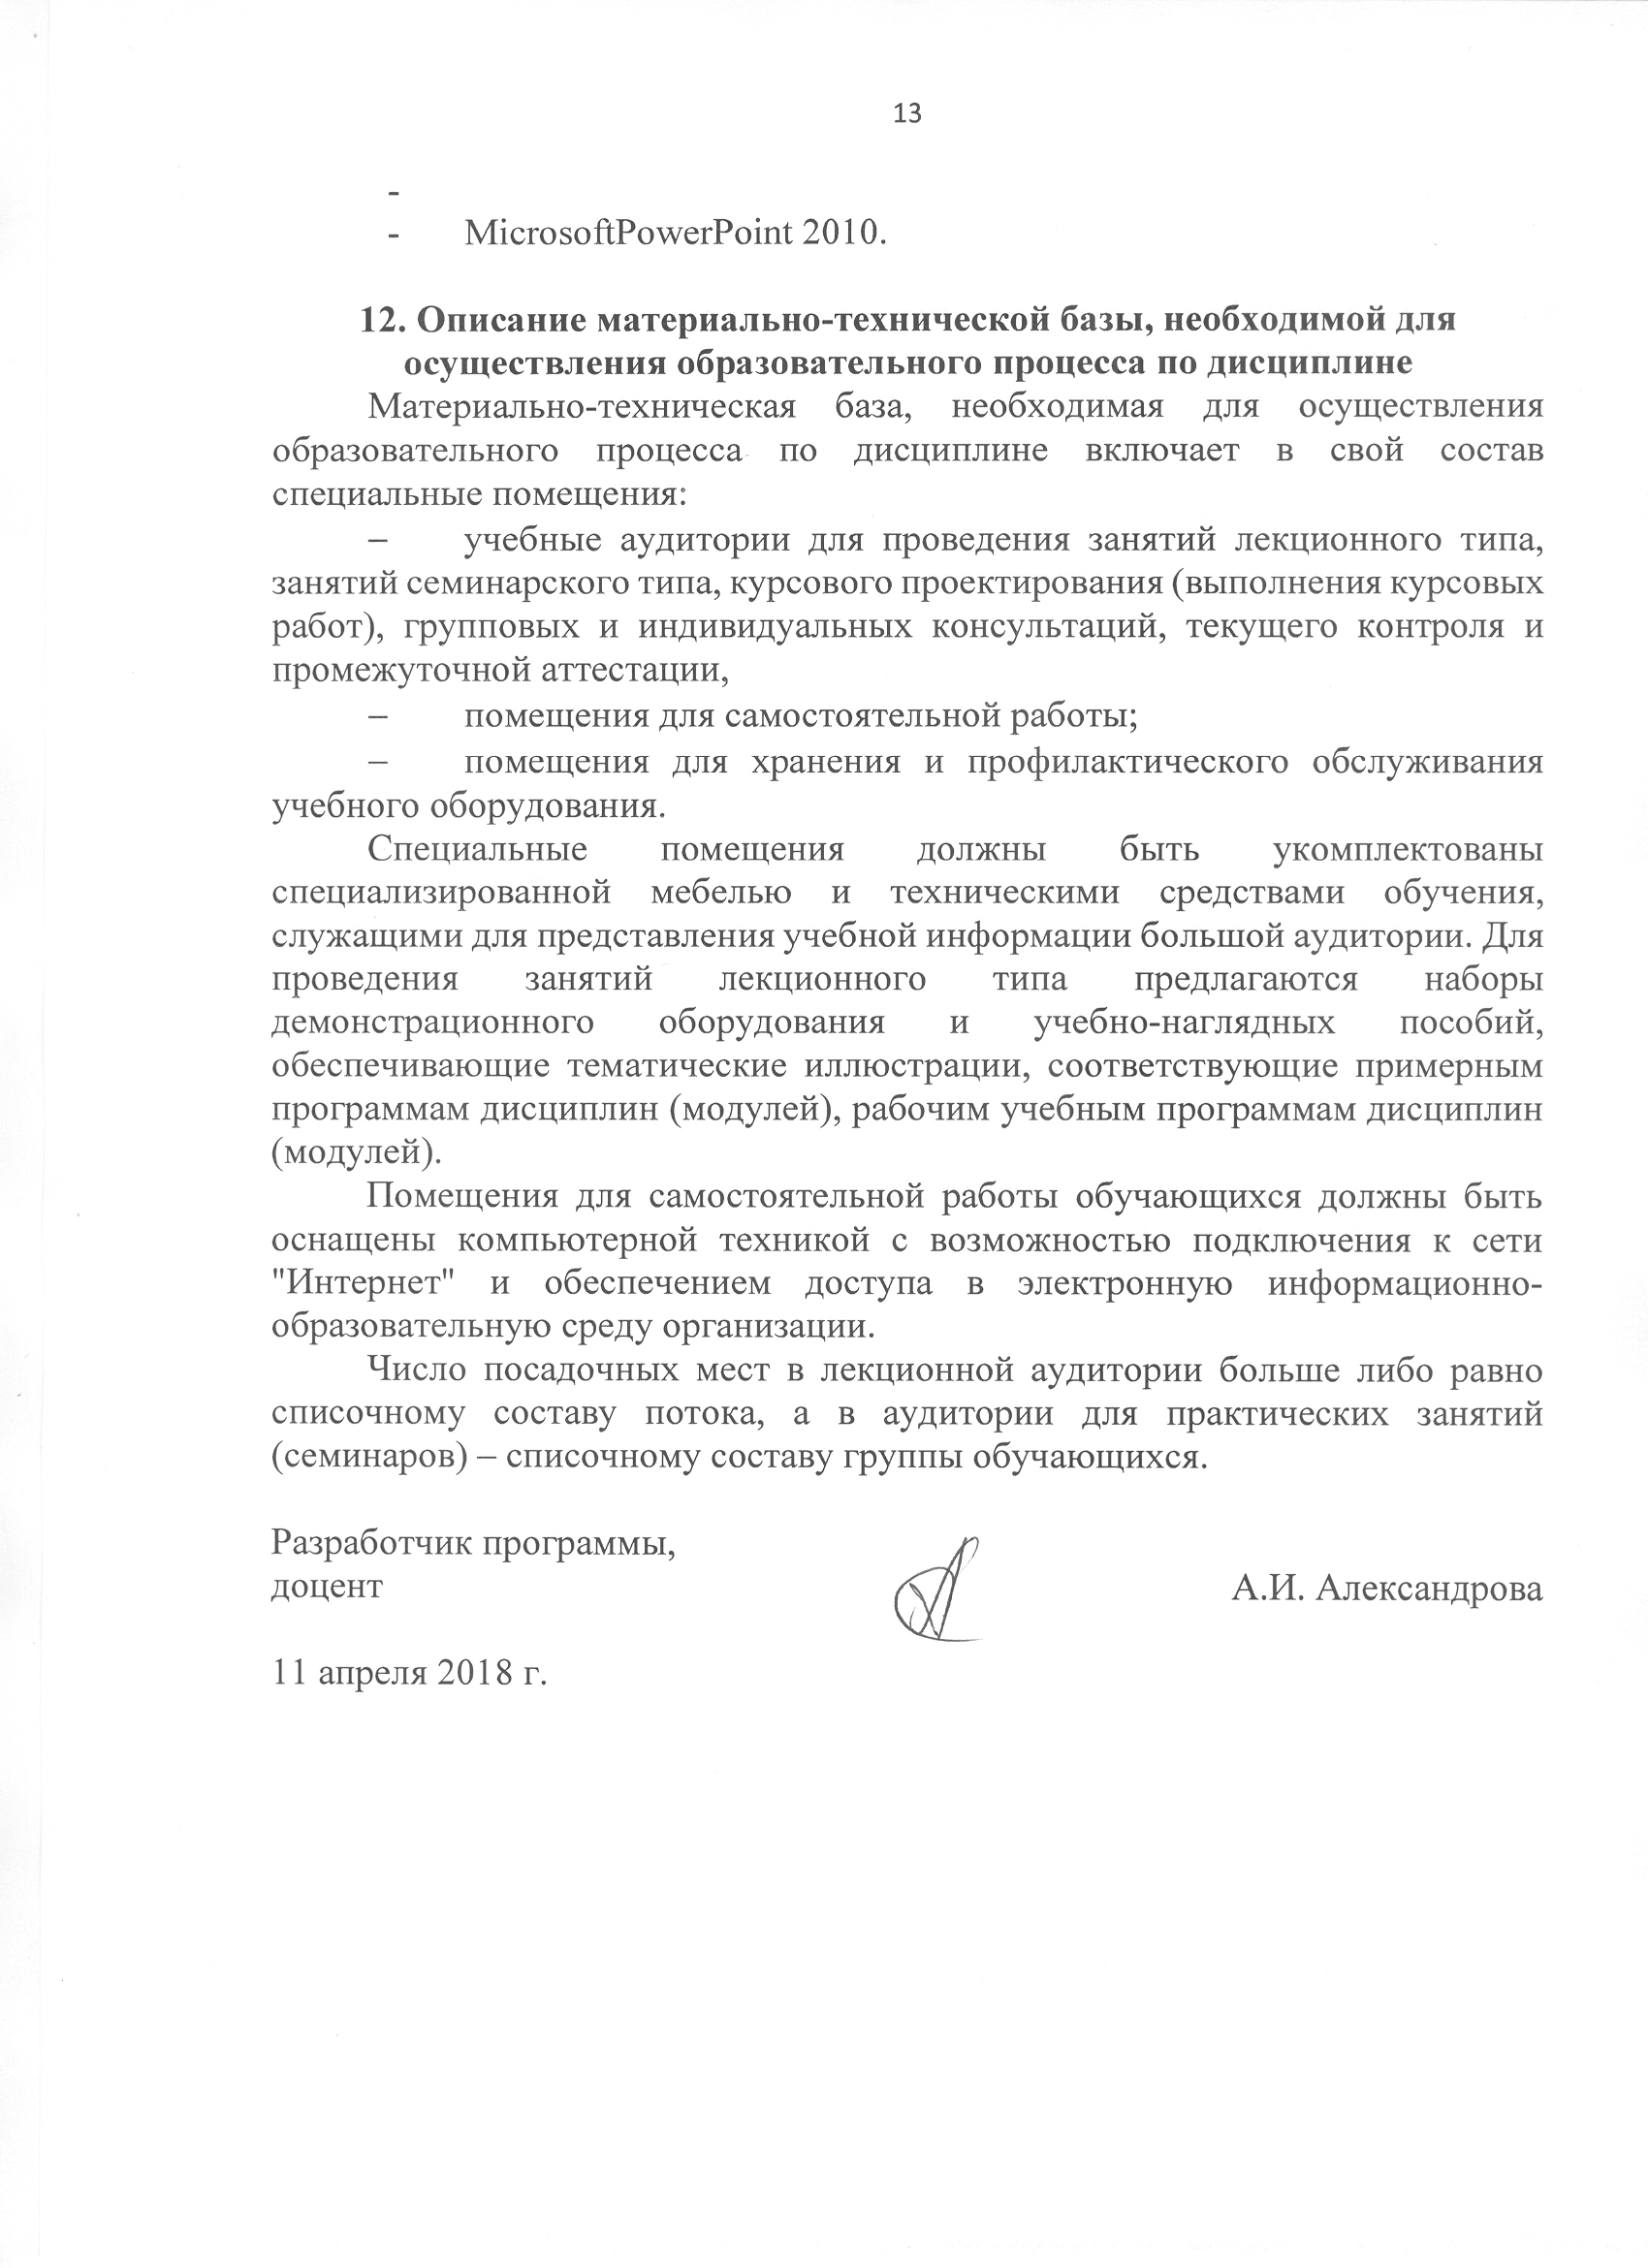 13
-
- MicrosoftPowerPoint 2010.
12. Описание материально-технической базы, необходимой для
осуществления образовательного процесса по дисциплине
Материально-техническая база, необходимая для осуществления
образовательного процесса по дисциплине включает в свой состав
специальные помещения:
– учебные аудитории для проведения занятий лекционного типа,
занятий семинарского типа, курсового проектирования (выполнения курсовых
работ), групповых и индивидуальных консультаций, текущего контроля и
промежуточной аттестации,
– помещения для самостоятельной работы;
– помещения для хранения и профилактического обслуживания
учебного оборудования.
Специальные помещения должны быть укомплектованы
специализированной мебелью и техническими средствами обучения,
служащими для представления учебной информации большой аудитории. Для
проведения занятий лекционного типа предлагаются наборы
демонстрационного оборудования и учебно-наглядных пособий,
обеспечивающие тематические иллюстрации, соответствующие примерным
программам дисциплин (модулей), рабочим учебным программам дисциплин
(модулей).
Помещения для самостоятельной работы обучающихся должны быть
оснащены компьютерной техникой с возможностью подключения к сети
"Интернет" и обеспечением доступа в электронную информационно-
образовательную среду организации.
Число посадочных мест в лекционной аудитории больше либо равно
списочному составу потока, а в аудитории для практических занятий
(семинаров) – списочному составу группы обучающихся.
Разработчик программы,
доцент А.И. Александрова
11 апреля 2018 г.